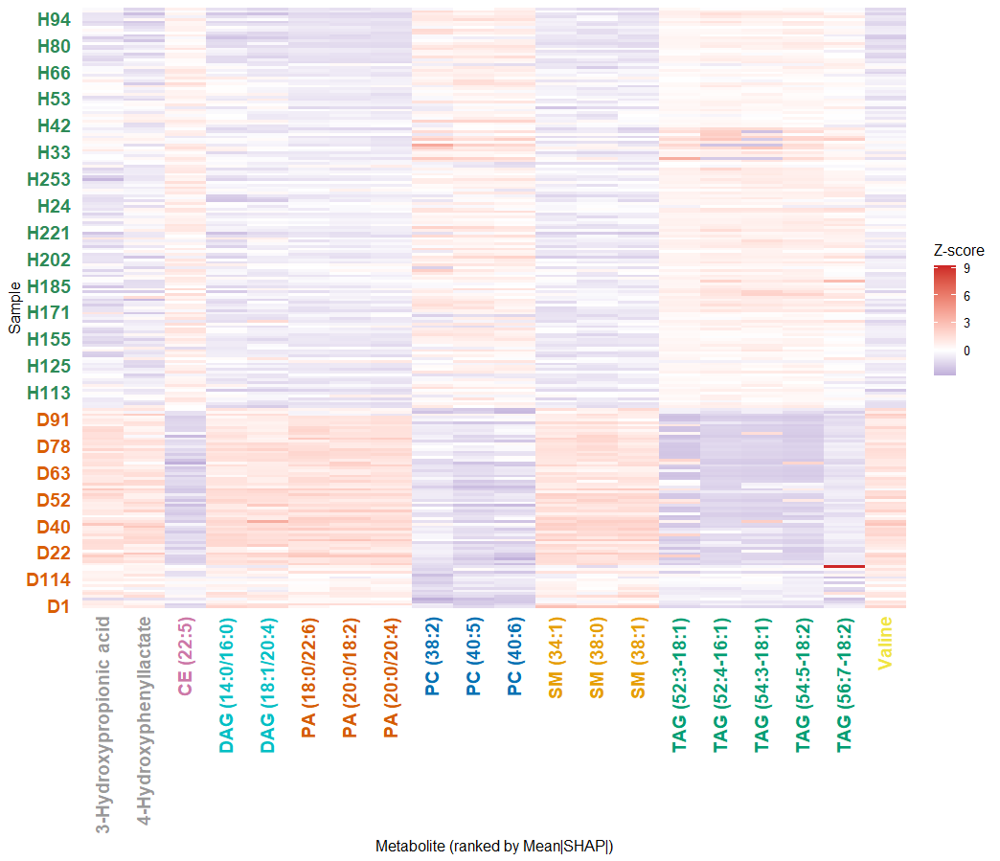 H94
H80
H66
H53
H42
H33
H253
H24
H221
H202
H185
H171
H155
H125
H113
D91
D78
D63
D52
D40
D22
D114
D1
Sample
3-Hydroxypropionic acid
4-Hydroxyphenyllactate
CE (22:5)
DAG (14:0/16:0)
DAG (18:1/20:4)
PA (18:0/22:6)
PA (20:0/18:2)
PA (20:0/20:4)
PC (38:2)
PC (40:5)
PC (40:6)
SM (34:1)
SM (38:0)
SM (38:1)
TAG (52:3-18:1)
TAG (52:4-16:1)
TAG (54:3-18:1)
TAG (54:5-18:2)
TAG (56:7-18:2)
Valine
Metabolite (ranked by Mean|SHAP|)
Z-score
9
6
3
0